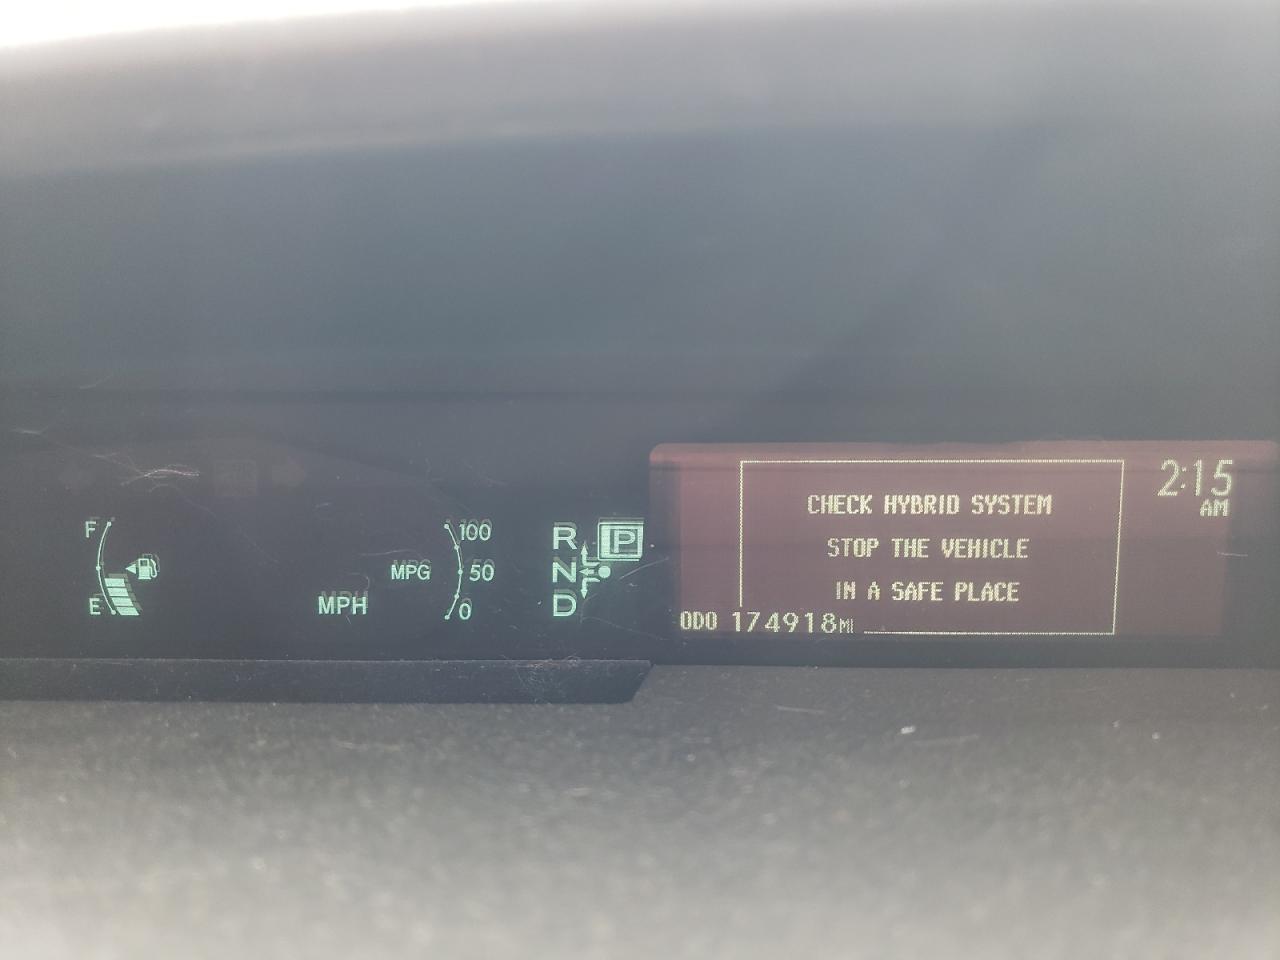 F
E
MPH
MPG
100
50
0
R
N
D
P
CHECK HYBRID SYSTEM
STOP THE VEHICLE
IN A SAFE PLACE
ODO 174918MI
2:15
AM